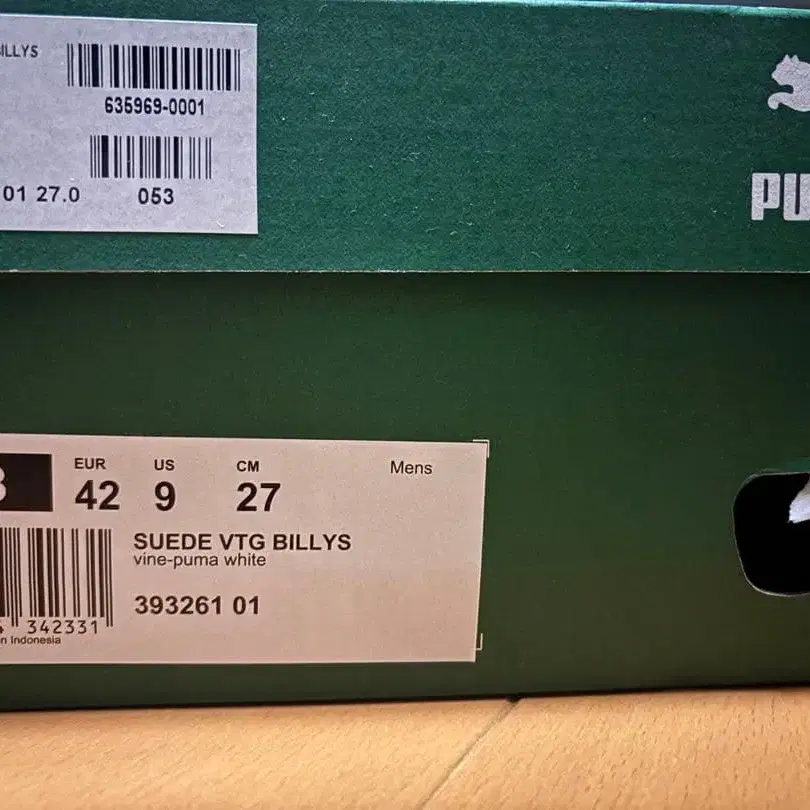 ILLYS
635969-0001
01 27.0 053
PU
EUR US CM Mens
42 9 27
SUEDE VTG BILLYS
vine-puma white
393261 01
342331
n Indonesia